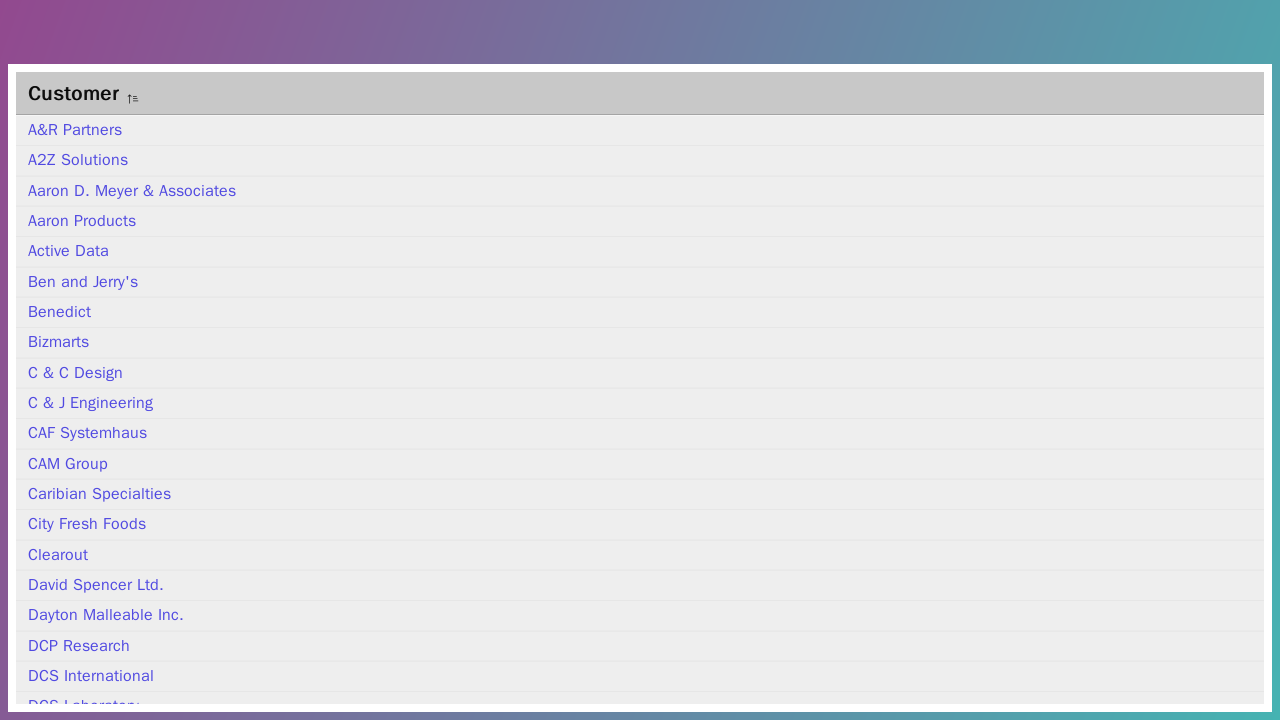 Customer
A&R Partners
A2Z Solutions
Aaron D. Meyer & Associates
Aaron Products
Active Data
Ben and Jerry's
Benedict
Bizmarts
C & C Design
C & J Engineering
CAF Systemhaus
CAM Group
Caribian Specialties
City Fresh Foods
Clearout
David Spencer Ltd.
Dayton Malleable Inc.
DCP Research
DCS International
DCS Laboratory